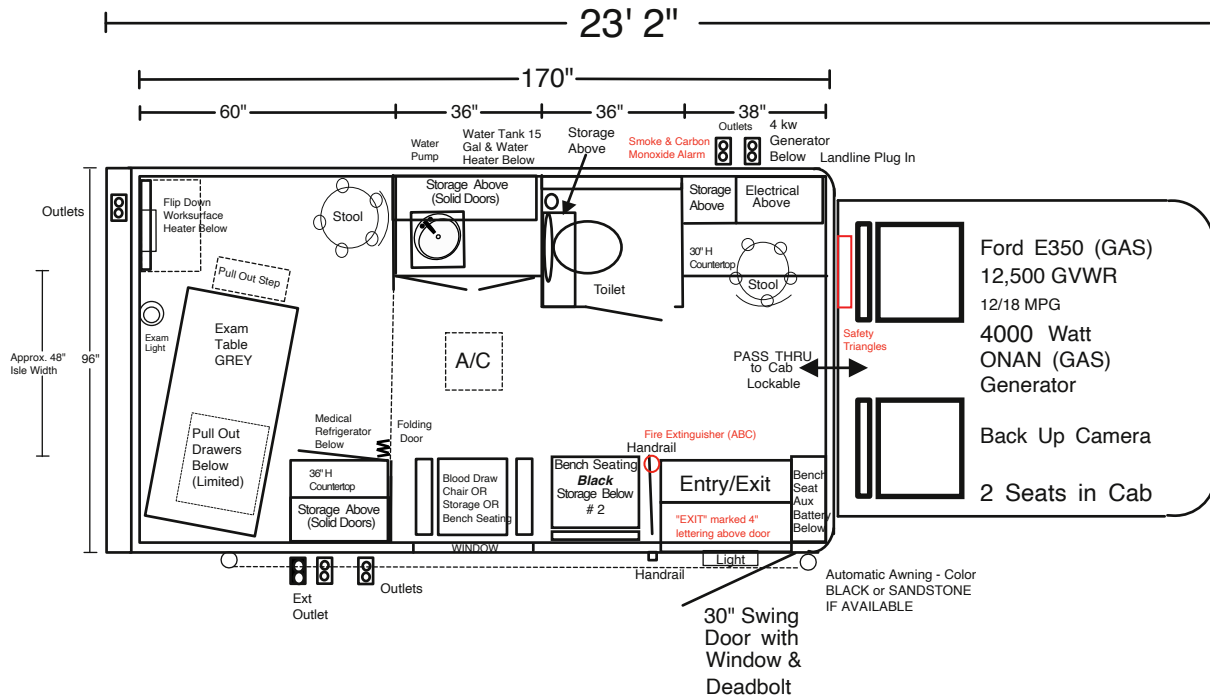 23' 2"
170"
60"
36"
36"
38"
Water
Pump
Water Tank 15
Gal & Water
Heater Below
Storage
Above
Smoke & Carbon
Monoxide Alarm
Outlets
4 kw
Generator
Below
Landline Plug In
Outlets
Flip Down
Worksurface
Heater Below
Stool
Storage Above
(Solid Doors)
Toilet
Storage
Above
Electrical
Above
30" H
Countertop
Stool
Pull Out Step
Exam
Light
Exam
Table
GREY
Approx. 48"
Isle Width
96"
A/C
PASS THRU
to Cab
Lockable
Safety
Triangles
Ford E350 (GAS)
12,500 GVWR
12/18 MPG
4000 Watt
ONAN (GAS)
Generator
Back Up Camera
2 Seats in Cab
Pull Out
Drawers
Below
(Limited)
Medical
Refrigerator
Below
Folding
Door
36" H
Countertop
Storage Above
(Solid Doors)
Blood Draw
Chair OR
Storage OR
Bench Seating
Fire Extinguisher (ABC)
Handrail
Bench Seating
Black
Storage Below
# 2
Entry/Exit
"EXIT" marked 4"
lettering above door
Bench
Seat
Aux
Battery
Below
WINDOW
Light
Handrail
Ext
Outlet
Outlets
Automatic Awning - Color
BLACK or SANDSTONE
IF AVAILABLE
30" Swing
Door with
Window &
Deadbolt